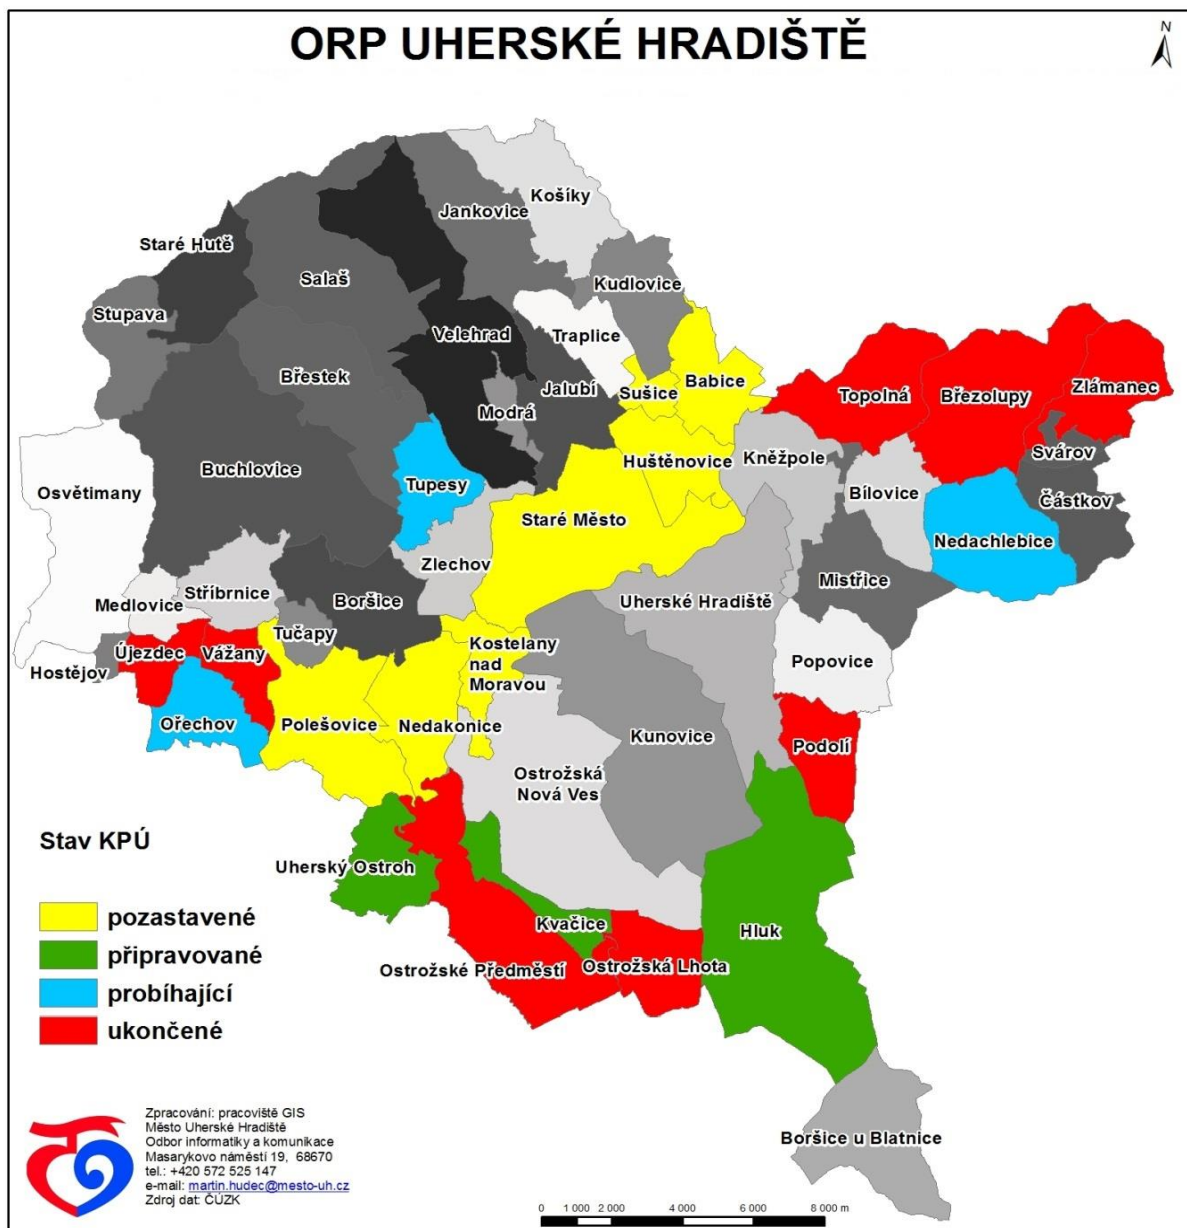 ORP UHERSKÉ HRADIŠTĚ
N
Košíky
Jankovice
Staré Hutě
Salaš
Kudlovice
Stupava
Velehrad
Traplice
Břestek
Jalubí
Sušice
Babice
Topolná
Březolupy
Zlámanec
Modrá
Svárov
Buchlovice
Huštěnovice
Kněžpole
Osvětimany
Tupesy
Bílovice
Částkov
Staré Město
Nedachlebice
Zlechov
Mistřice
Stříbrnice
Medlovice
Boršice
Uherské Hradiště
Tučapy
Újezdec
Vážany
Kostelany
nad
Moravou
Hostějov
Popovice
Ořechov
Polešovice
Nedakonice
Kunovice
Podolí
Ostrožská
Nová Ves
Uherský Ostroh
Kvačice
Hluk
Ostrožské Předměstí
Ostrožská Lhota
Boršice u Blatnice
Stav KPÚ
pozastavené
připravované
probíhající
ukončené
Zpracování: pracoviště GIS
Město Uherské Hradiště
Odbor informatiky a komunikace
Masarykovo náměstí 19, 68670
tel.: +420 572 525 147
e-mail: martin.hudec@mesto-uh.cz
Zdroj dat: ČÚZK
0 1 000 2 000 4 000 6 000 8 000 m